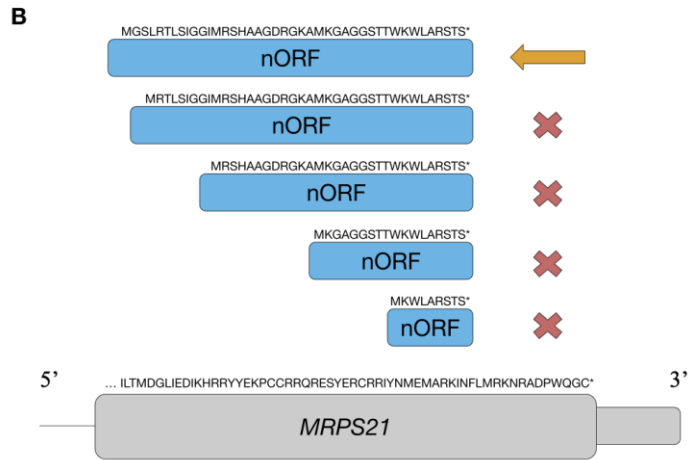 B
MGSLRTLSIGGIMRSHAAGDRGKAMKGAGGSTTWKWLARSTS*
nORF
MRTLSIGGIMRSHAAGDRGKAMKGAGGSTTWKWLARSTS*
nORF
MRSHAAGDRGKAMKGAGGSTTWKWLARSTS*
nORF
MKGAGGSTTWKWLARSTS*
nORF
MKWLARSTS*
nORF
5’ ... ILTMDGLIEDIKHRRYYEKPCCRRQRESYERCRRIYNMEMARKINFLMRKNRADPWQGC* 3’
MRPS21